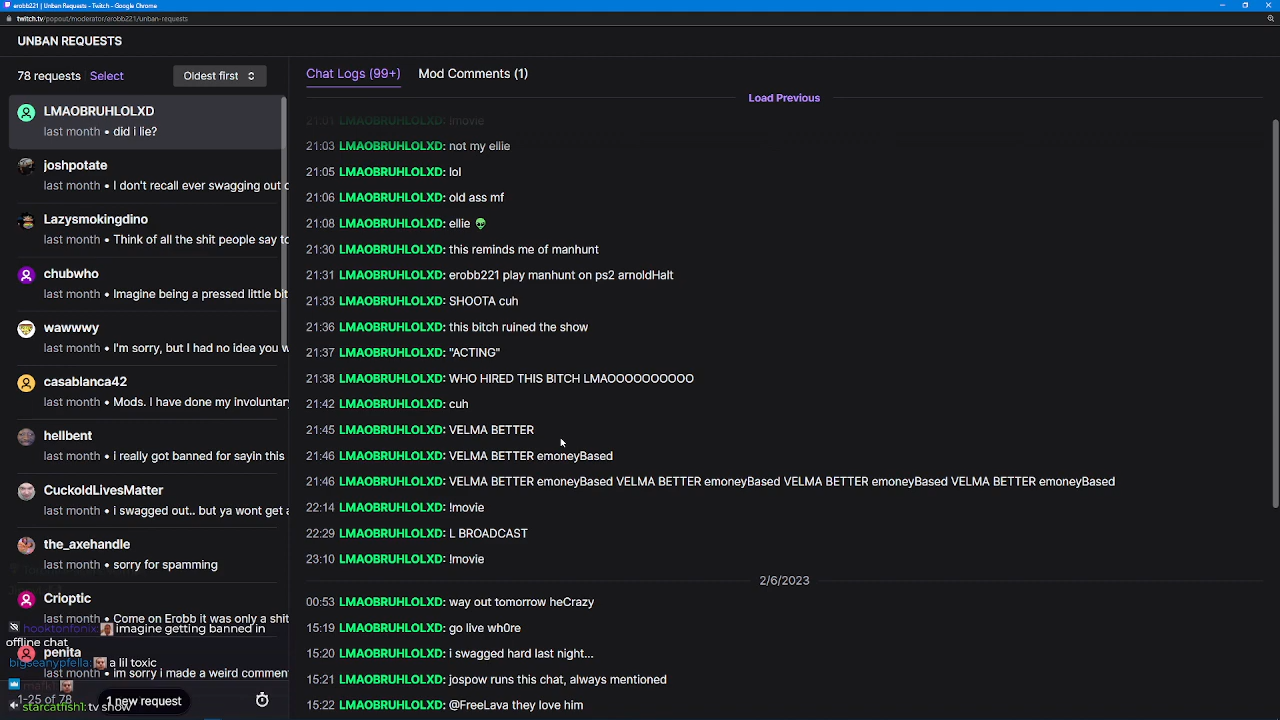 erobb221 | Unban Requests - Twitch - Google Chrome
twitch.tv/popout/moderator/erobb221/unban-requests
UNBAN REQUESTS
78 requests Select Oldest first
LMAOBRUHLOLXD
last month • did i lie?
joshpotate
last month • I don't recall ever swagging out
Lazysmokingdino
last month • Think of all the shit people say to
chubwho
last month • Imagine being a pressed little bit
wawwwy
last month • I'm sorry, but I had no idea you w
casablanca42
last month • Mods. I have done my involuntary
hellbent
last month • i really got banned for sayin this
CuckoldLivesMatter
last month • i swagged out.. but ya wont get a
the_axehandle
last month • sorry for spamming
Crioptic
last month • Come on Erobb it was only a shit
hooktonfonix: imagine getting banned in
offline chat
penita
bigseanypfella: a lil toxic
last month • im sorry i made a weird comment
1-25 of 78
1 new request
starcatfish1: tv show
Chat Logs (99+) Mod Comments (1)
Load Previous
21:01 LMAOBRUHLOLXD: !movie
21:03 LMAOBRUHLOLXD: not my ellie
21:05 LMAOBRUHLOLXD: lol
21:06 LMAOBRUHLOLXD: old ass mf
21:08 LMAOBRUHLOLXD: ellie 👽
21:30 LMAOBRUHLOLXD: this reminds me of manhunt
21:31 LMAOBRUHLOLXD: erobb221 play manhunt on ps2 arnoldHalt
21:33 LMAOBRUHLOLXD: SHOOTA cuh
21:36 LMAOBRUHLOLXD: this bitch ruined the show
21:37 LMAOBRUHLOLXD: "ACTING"
21:38 LMAOBRUHLOLXD: WHO HIRED THIS BITCH LMAOOOOOOOOOO
21:42 LMAOBRUHLOLXD: cuh
21:45 LMAOBRUHLOLXD: VELMA BETTER
21:46 LMAOBRUHLOLXD: VELMA BETTER emoneyBased
21:46 LMAOBRUHLOLXD: VELMA BETTER emoneyBased VELMA BETTER emoneyBased VELMA BETTER emoneyBased VELMA BETTER emoneyBased
22:14 LMAOBRUHLOLXD: !movie
22:29 LMAOBRUHLOLXD: L BROADCAST
23:10 LMAOBRUHLOLXD: !movie
2/6/2023
00:53 LMAOBRUHLOLXD: way out tomorrow heCrazy
15:19 LMAOBRUHLOLXD: go live wh0re
15:20 LMAOBRUHLOLXD: i swagged hard last night...
15:21 LMAOBRUHLOLXD: jospow runs this chat, always mentioned
15:22 LMAOBRUHLOLXD: @FreeLava they love him